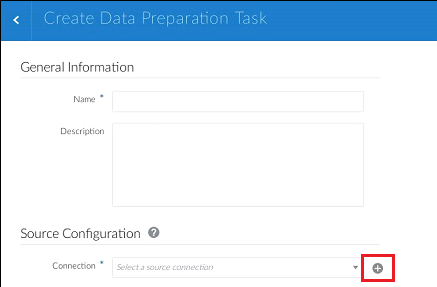 Create Data Preparation Task
General Information
Name *
Description
Source Configuration ?
Connection * Select a source connection